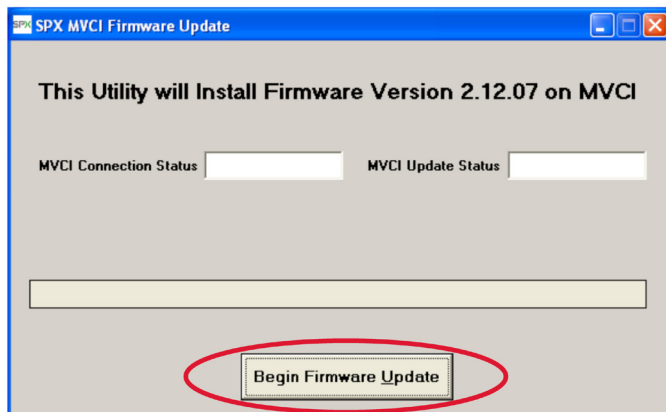 SPX SPX MVCI Firmware Update
This Utility will Install Firmware Version 2.12.07 on MVCI
MVCI Connection Status MVCI Update Status
Begin Firmware Update